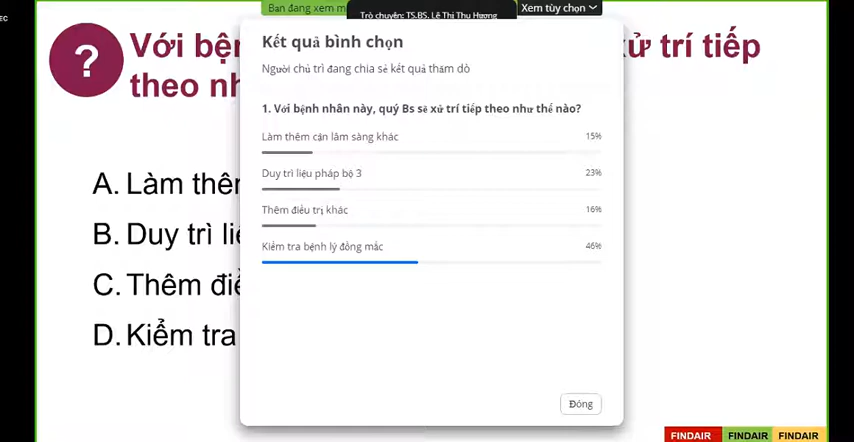 EC
Bạn đang xem m
Trò chuyện: TS.BS. Lê Thị Thu Hương
Xem tùy chọn
?
Với bện
ử trí tiếp
theo nh
Kết quả bình chọn
Người chủ trì đang chia sẻ kết quả thăm dò
1. Với bệnh nhân này, quý Bs sẽ xử trí tiếp theo như thế nào?
Làm thêm cận lâm sàng khác 15%
Duy trì liệu pháp bộ 3 23%
Thêm điều trị khác 16%
Kiểm tra bệnh lý đồng mắc 46%
A. Làm thêm
B. Duy trì liệ
C. Thêm điề
D. Kiểm tra
Đóng
FINDAIR FINDAIR FINDAIR